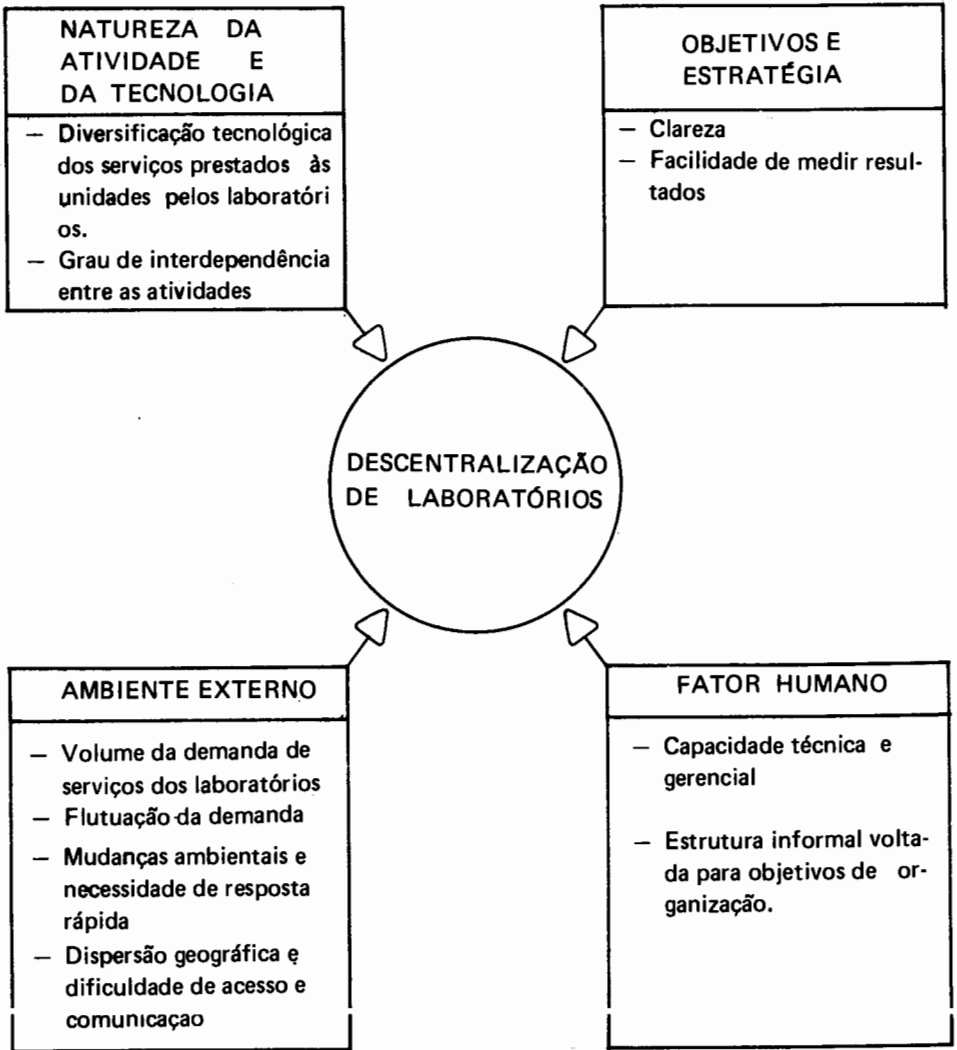 NATUREZA DA
ATIVIDADE E
DA TECNOLOGIA
— Diversificação tecnológica
dos serviços prestados às
unidades pelos laboratóri
os.
— Grau de interdependência
entre as atividades
OBJETIVOS E
ESTRATÉGIA
— Clareza
— Facilidade de medir resul-
tados
DESCENTRALIZAÇÃO
DE LABORATÓRIOS
AMBIENTE EXTERNO
— Volume da demanda de
serviços dos laboratórios
— Flutuação da demanda
— Mudanças ambientais e
necessidade de resposta
rápida
— Dispersão geográfica e
dificuldade de acesso e
comunicação
FATOR HUMANO
— Capacidade técnica e
gerencial
— Estrutura informal volta-
da para objetivos de or-
ganização.